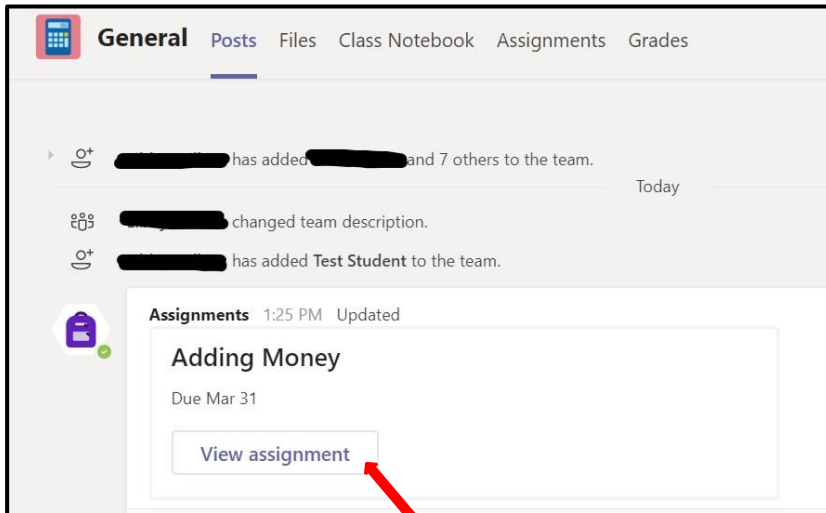 General Posts Files Class Notebook Assignments Grades
has added and 7 others to the team.
Today
changed team description.
has added Test Student to the team.
Assignments 1:25 PM Updated
Adding Money
Due Mar 31
View assignment